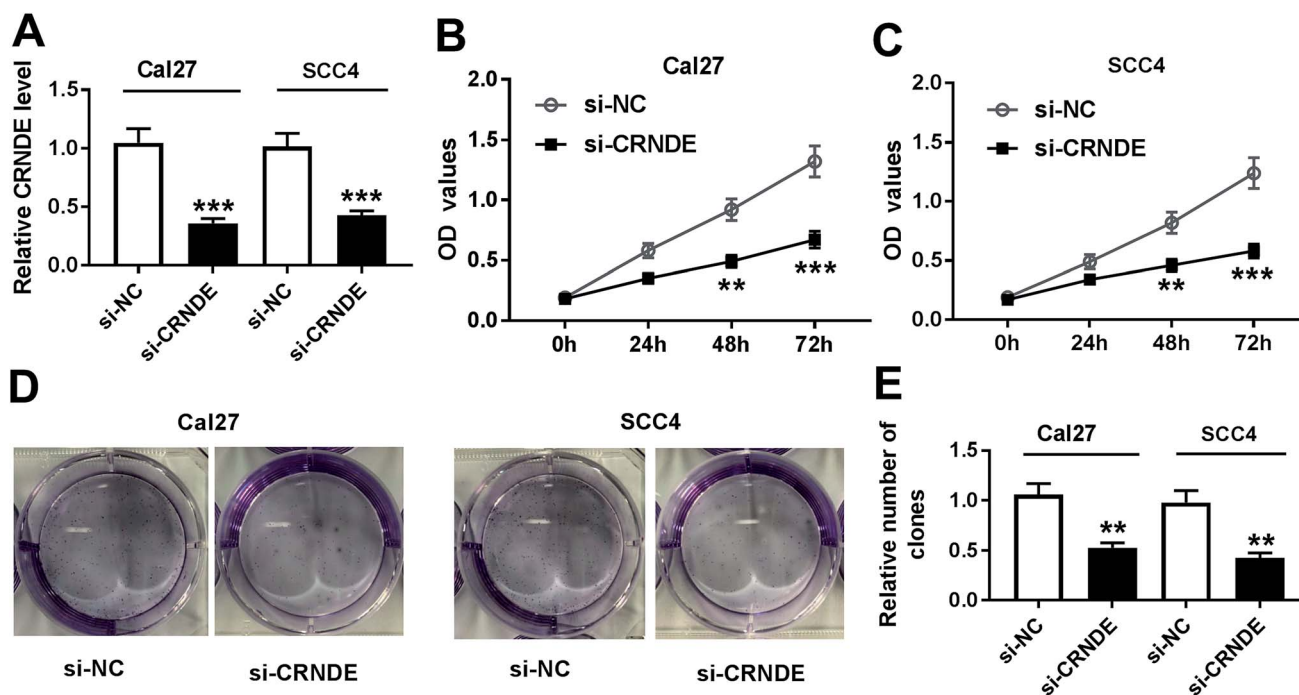 A
Cal27
SCC4
Relative CRNDE level
1.5
1.0
0.5
0.0
***
***
si-NC
si-CRNDE
si-NC
si-CRNDE
B
Cal27
OD values
2.0
1.5
1.0
0.5
0.0
si-NC
si-CRNDE
**
***
0h
24h
48h
72h
C
SCC4
OD values
2.0
1.5
1.0
0.5
0.0
si-NC
si-CRNDE
**
***
0h
24h
48h
72h
D
Cal27
SCC4
si-NC
si-CRNDE
si-NC
si-CRNDE
E
Cal27
SCC4
Relative number of
clones
1.5
1.0
0.5
0.0
**
**
si-NC
si-CRNDE
si-NC
si-CRNDE